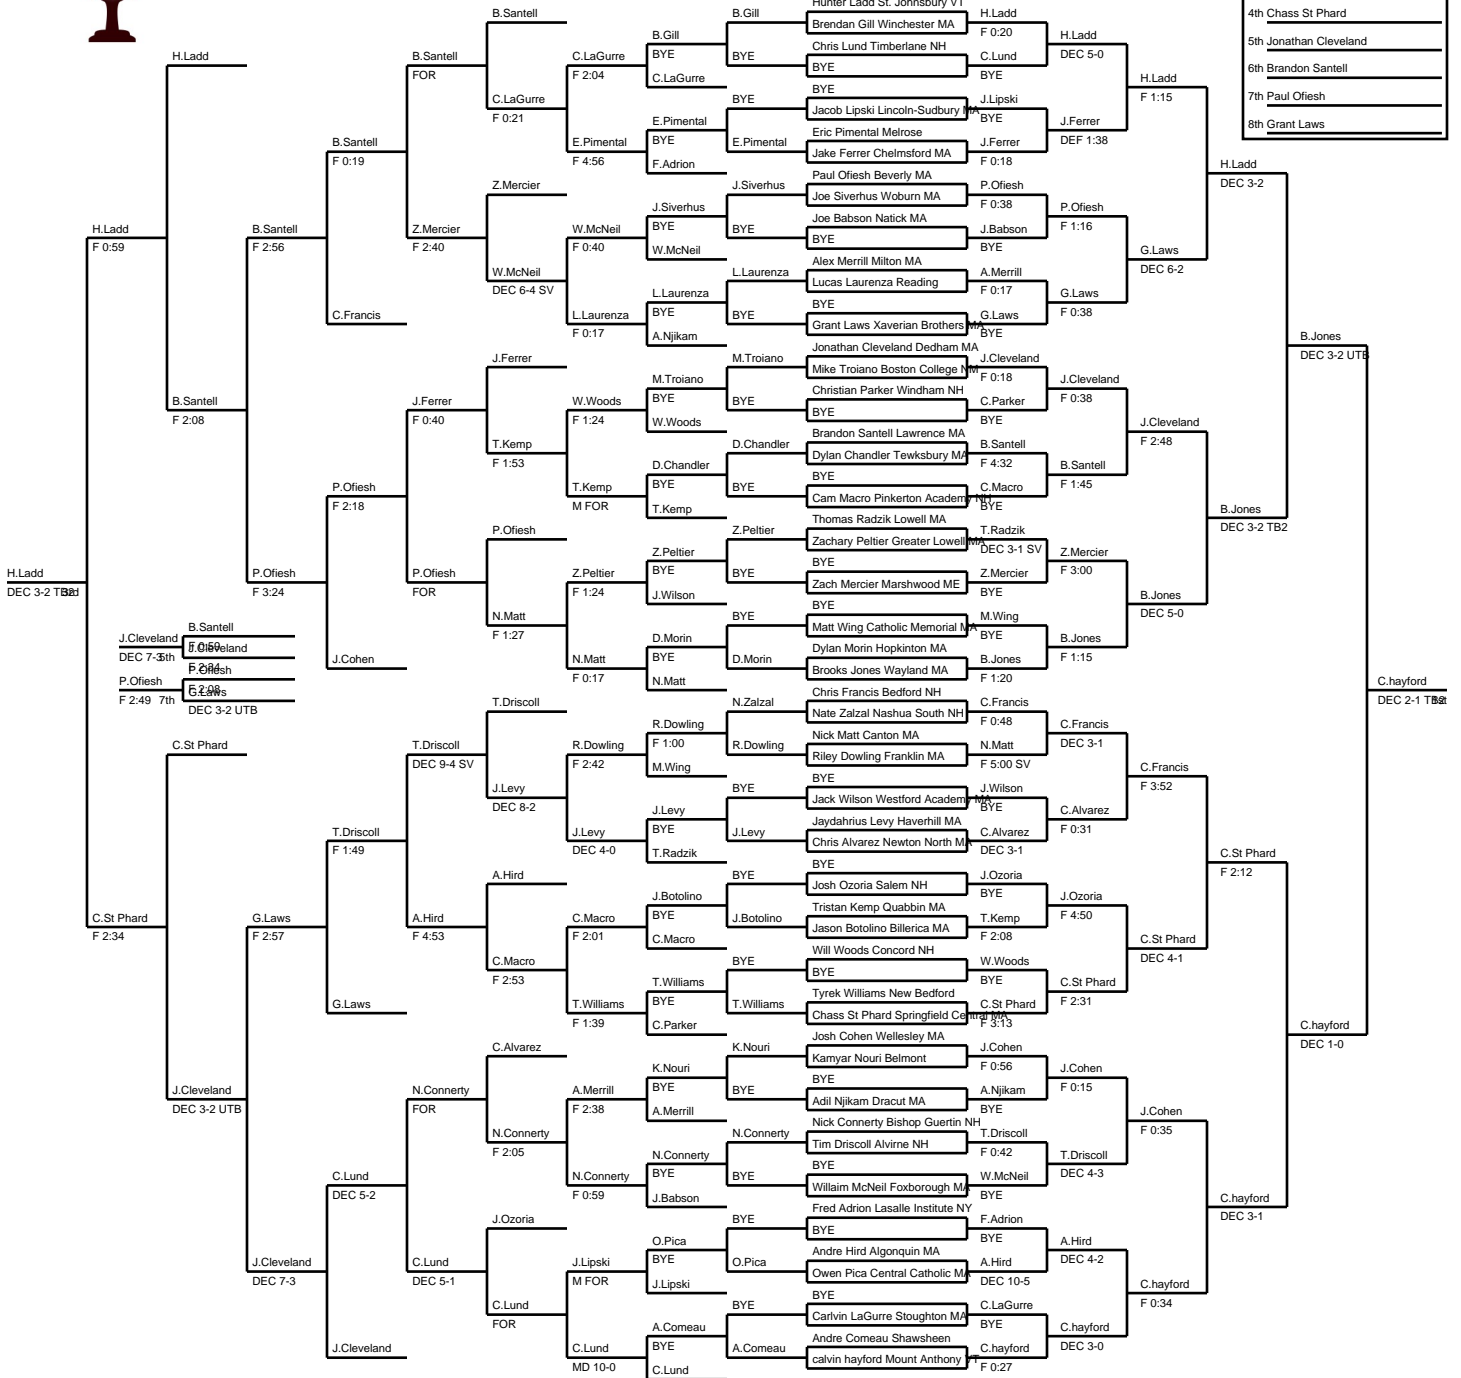 Hunter Ladd St. Johnsbury VT
B.Santell
B.Gill
Brendan Gill Winchester MA
H.Ladd
F 0:20
4th Chass St Phard
B.Gill
BYE
Chris Lund Timberlane NH
H.Ladd
DEC 5-0
5th Jonathan Cleveland
H.Ladd
B.Santell
FOR
C.LaGurre
F 2:04
BYE
BYE
C.Lund
BYE
6th Brandon Santell
C.LaGurre
BYE
H.Ladd
F 1:15
7th Paul Ofiesh
C.LaGurre
F 0:21
BYE
Jacob Lipski Lincoln-Sudbury MA
J.Lipski
BYE
8th Grant Laws
E.Pimental
BYE
Eric Pimental Melrose
J.Ferrer
DEF 1:38
B.Santell
F 0:19
E.Pimental
F 4:56
E.Pimental
Jake Ferrer Chelmsford MA
J.Ferrer
F 0:18
F.Adrion
Paul Ofiesh Beverly MA
H.Ladd
DEC 3-2
Z.Mercier
J.Siverhus
Joe Siverhus Woburn MA
P.Ofiesh
F 0:38
J.Siverhus
BYE
Joe Babson Natick MA
P.Ofiesh
F 1:16
H.Ladd
F 0:59
B.Santell
F 2:56
Z.Mercier
F 2:40
W.McNeil
F 0:40
BYE
BYE
J.Babson
BYE
W.McNeil
Alex Merrill Milton MA
G.Laws
DEC 6-2
W.McNeil
DEC 6-4 SV
L.Laurenza
Lucas Laurenza Reading
A.Merrill
F 0:17
L.Laurenza
BYE
BYE
G.Laws
F 0:38
C.Francis
L.Laurenza
F 0:17
BYE
Grant Laws Xaverian Brothers MA
G.Laws
BYE
A.Njikam
Jonathan Cleveland Dedham MA
B.Jones
DEC 3-2 UTB
J.Ferrer
M.Troiano
Mike Troiano Boston College NM
J.Cleveland
F 0:18
M.Troiano
BYE
Christian Parker Windham NH
J.Cleveland
F 0:38
B.Santell
F 2:08
J.Ferrer
F 0:40
W.Woods
F 1:24
BYE
BYE
C.Parker
BYE
W.Woods
Brandon Santell Lawrence MA
J.Cleveland
F 2:48
T.Kemp
F 1:53
D.Chandler
Dylan Chandler Tewksbury MA
B.Santell
F 4:32
D.Chandler
BYE
BYE
B.Santell
F 1:45
P.Ofiesh
F 2:18
T.Kemp
M FOR
BYE
Cam Macro Pinkerton Academy NH
C.Macro
BYE
T.Kemp
Thomas Radzik Lowell MA
B.Jones
DEC 3-2 TB2
P.Ofiesh
Z.Peltier
Zachary Peltier Greater Lowell MA
T.Radzik
DEC 3-1 SV
Z.Peltier
BYE
BYE
Z.Mercier
F 3:00
H.Ladd
DEC 3-2 TB2
3rd
P.Ofiesh
F 3:24
P.Ofiesh
FOR
Z.Peltier
F 1:24
BYE
Zach Mercier Marshwood ME
Z.Mercier
BYE
J.Wilson
BYE
B.Jones
DEC 5-0
N.Matt
F 1:27
BYE
Matt Wing Catholic Memorial MA
M.Wing
BYE
B.Santell
F 0:59
J.Cleveland
DEC 7-3
5th
J.Cleveland
F 2:24
D.Morin
BYE
Dylan Morin Hopkinton MA
B.Jones
F 1:15
J.Cohen
N.Matt
F 0:17
D.Morin
Brooks Jones Wayland MA
B.Jones
F 1:20
P.Ofiesh
F 2:08
P.Ofiesh
F 2:49
7th
G.Laws
DEC 3-2 UTB
N.Matt
Chris Francis Bedford NH
C.hayford
DEC 2-1 TB2
1st
T.Driscoll
N.Zalzal
Nate Zalzal Nashua South NH
C.Francis
F 0:48
R.Dowling
F 1:00
Nick Matt Canton MA
C.Francis
DEC 3-1
C.St Phard
T.Driscoll
DEC 9-4 SV
R.Dowling
F 2:42
R.Dowling
Riley Dowling Franklin MA
N.Matt
F 5:00 SV
M.Wing
BYE
C.Francis
F 3:52
J.Levy
DEC 8-2
BYE
Jack Wilson Westford Academy MA
J.Wilson
BYE
J.Levy
BYE
Jaydahrius Levy Haverhill MA
C.Alvarez
F 0:31
T.Driscoll
F 1:49
J.Levy
DEC 4-0
J.Levy
Chris Alvarez Newton North MA
C.Alvarez
DEC 3-1
T.Radzik
BYE
C.St Phard
F 2:12
A.Hird
BYE
Josh Ozoria Salem NH
J.Ozoria
BYE
J.Botolino
BYE
Tristan Kemp Quabbin MA
J.Ozoria
F 4:50
C.St Phard
F 2:34
G.Laws
F 2:57
A.Hird
F 4:53
C.Macro
F 2:01
J.Botolino
Jason Botolino Billerica MA
T.Kemp
F 2:08
C.Macro
Will Woods Concord NH
C.St Phard
DEC 4-1
C.Macro
F 2:53
BYE
BYE
W.Woods
BYE
T.Williams
BYE
Tyrek Williams New Bedford
C.St Phard
F 2:31
G.Laws
T.Williams
F 1:39
T.Williams
Chass St Phard Springfield Central MA
C.St Phard
F 3:13
C.Parker
Josh Cohen Wellesley MA
C.hayford
DEC 1-0
C.Alvarez
K.Nouri
Kamyar Nouri Belmont
J.Cohen
F 0:56
K.Nouri
BYE
BYE
J.Cohen
F 0:15
J.Cleveland
DEC 3-2 UTB
N.Connerty
FOR
A.Merrill
F 2:38
BYE
Adil Njikam Dracut MA
A.Njikam
BYE
A.Merrill
Nick Connerty Bishop Guertin NH
J.Cohen
F 0:35
N.Connerty
F 2:05
N.Connerty
Tim Driscoll Alvirne NH
T.Driscoll
F 0:42
N.Connerty
BYE
BYE
T.Driscoll
DEC 4-3
C.Lund
DEC 5-2
N.Connerty
F 0:59
BYE
Willaim McNeil Foxborough MA
W.McNeil
BYE
J.Babson
Fred Adrion Lasalle Institute NY
C.hayford
DEC 3-1
J.Ozoria
BYE
BYE
F.Adrion
BYE
O.Pica
BYE
Andre Hird Algonquin MA
A.Hird
DEC 4-2
J.Cleveland
DEC 7-3
C.Lund
DEC 5-1
J.Lipski
M FOR
O.Pica
Owen Pica Central Catholic MA
A.Hird
DEC 10-5
J.Lipski
BYE
C.hayford
F 0:34
C.Lund
FOR
BYE
Carlvin LaGurre Stoughton MA
C.LaGurre
BYE
A.Comeau
BYE
Andre Comeau Shawsheen
C.hayford
DEC 3-0
J.Cleveland
C.Lund
MD 10-0
A.Comeau
calvin hayford Mount Anthony VT
C.hayford
F 0:27
C.Lund